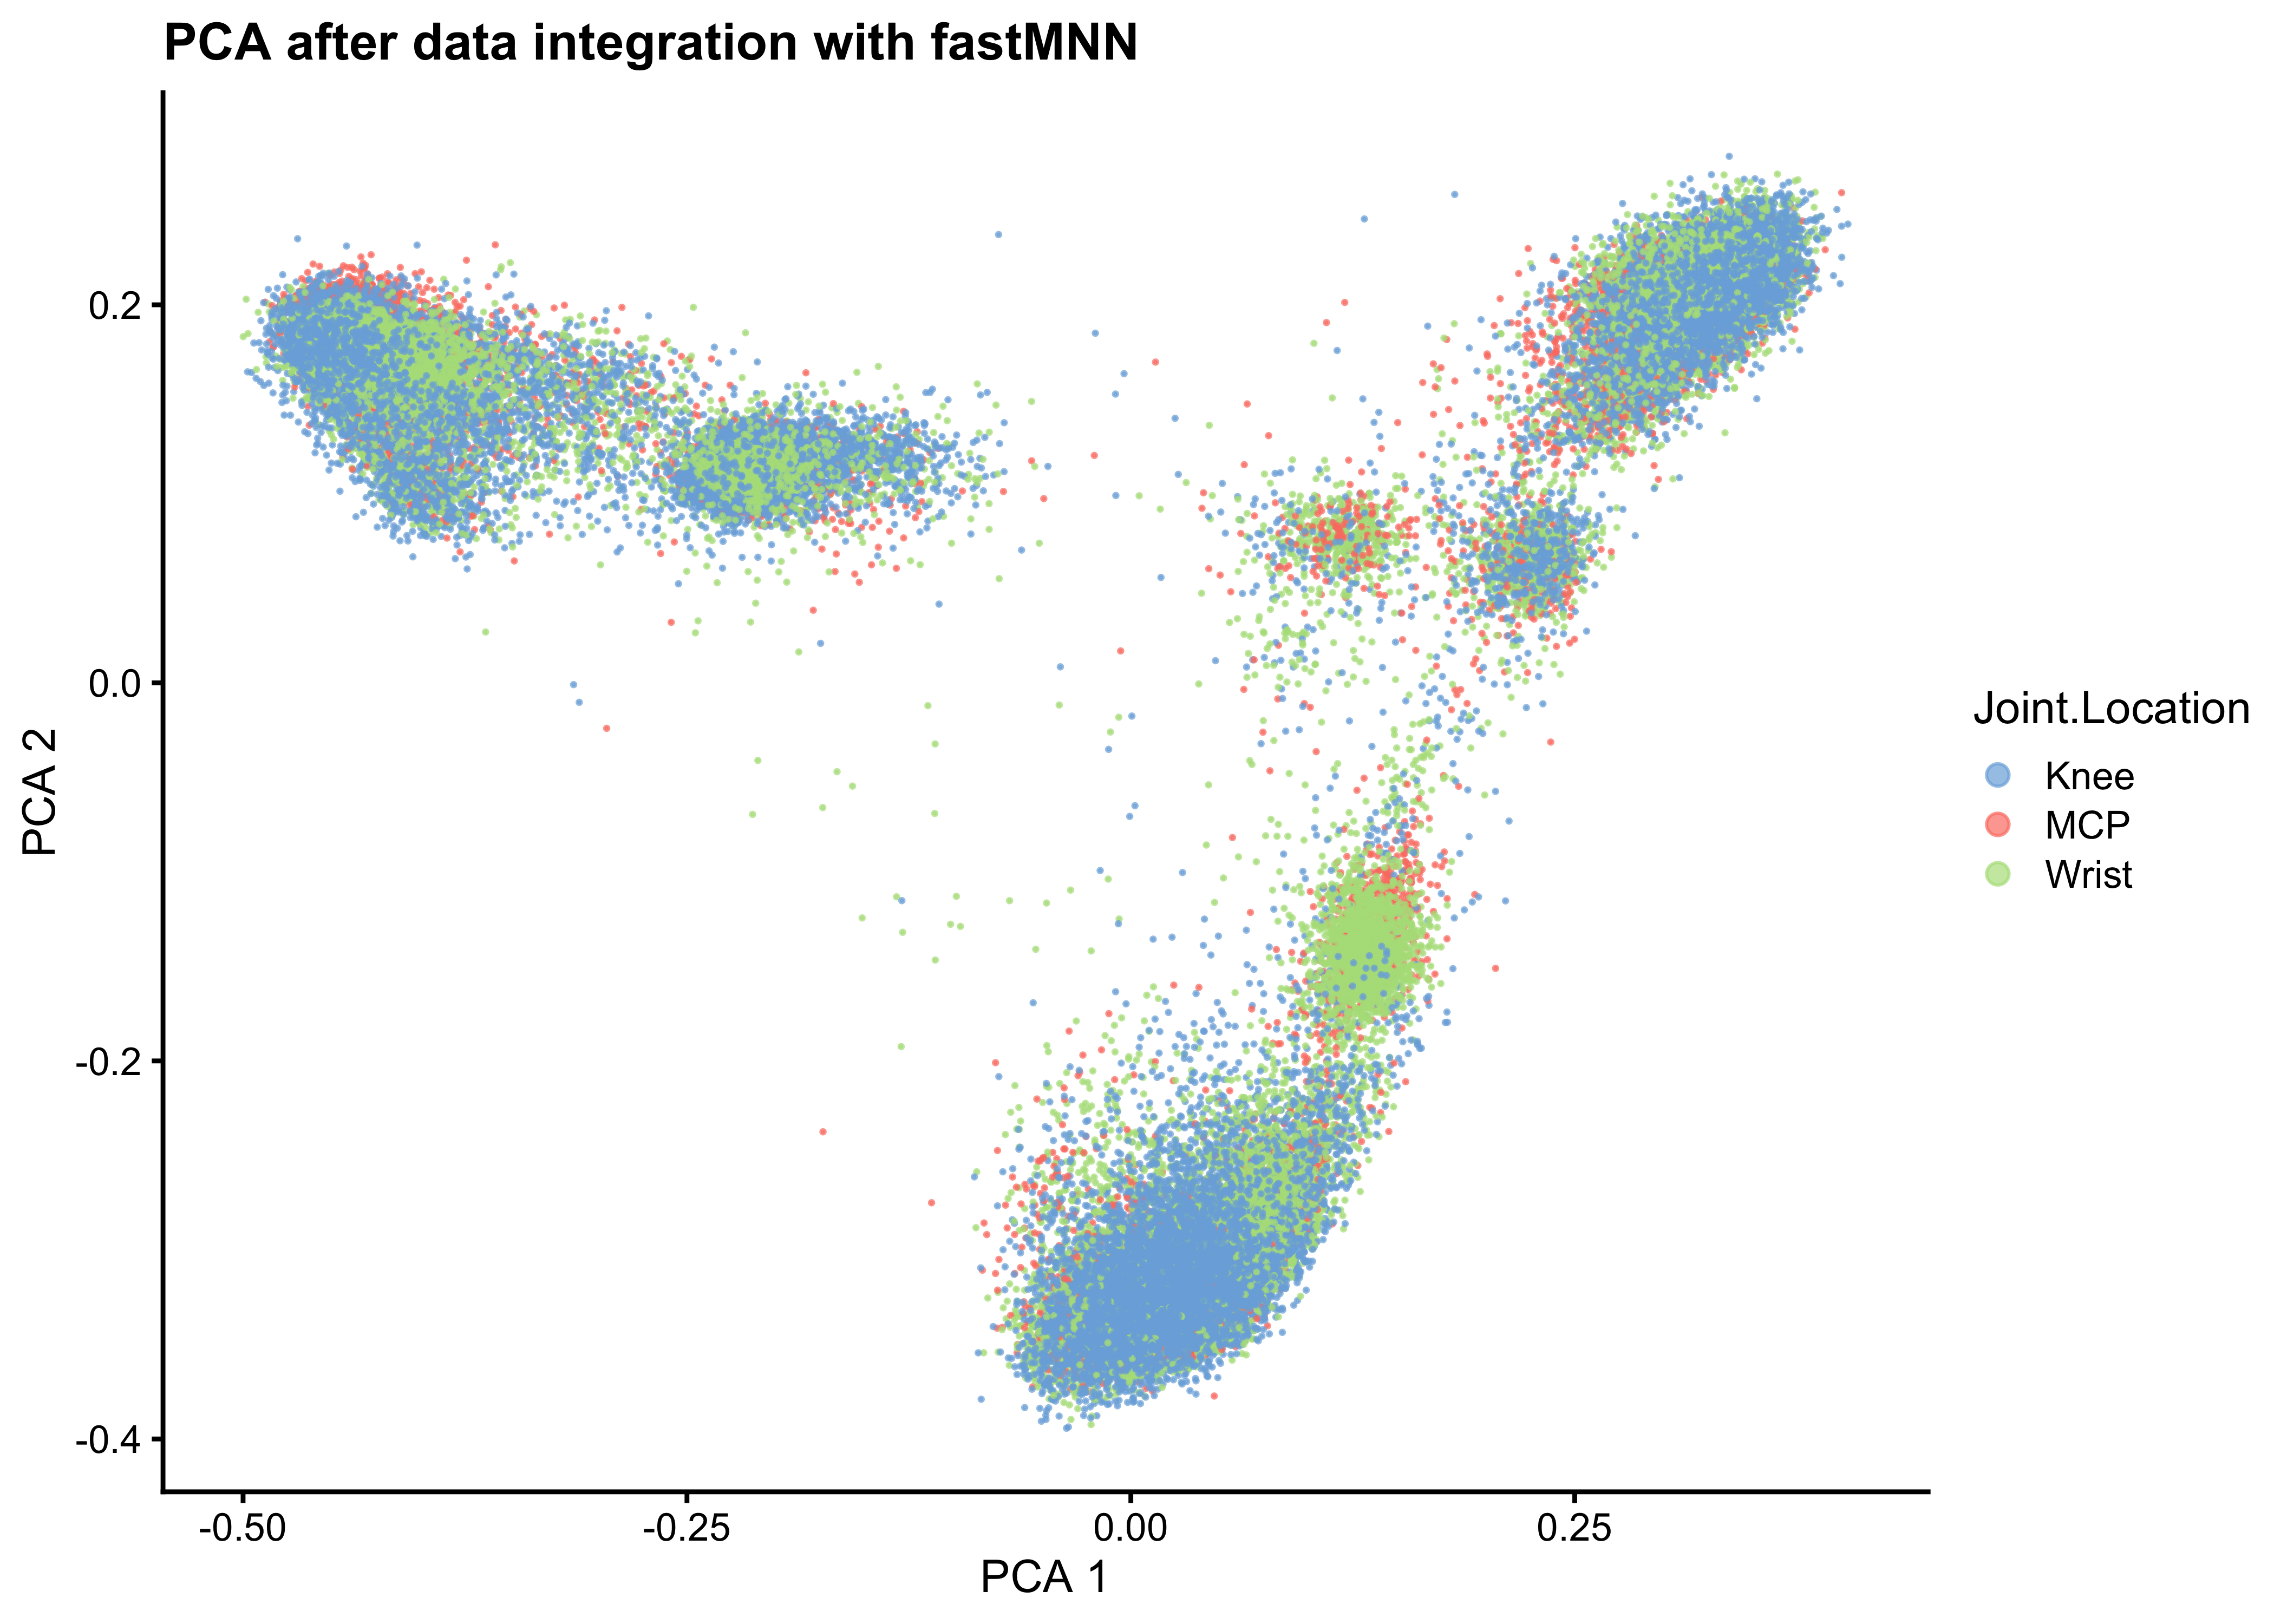 PCA after data integration with fastMNN
0.2
0.0
-0.2
-0.4
PCA 2
-0.50
-0.25
0.00
0.25
PCA 1
Joint.Location
Knee
MCP
Wrist